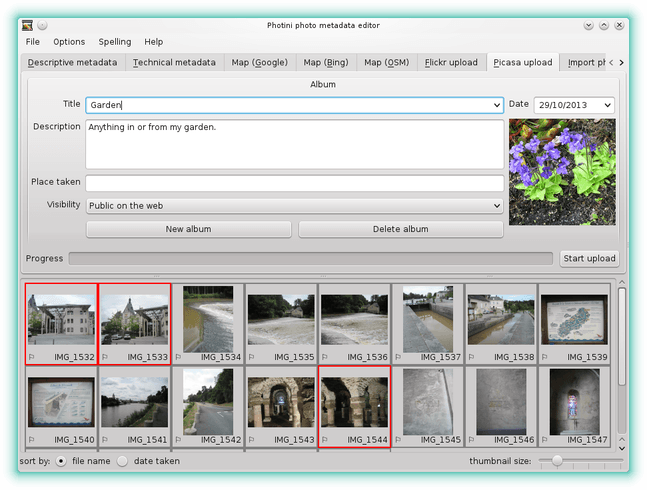 Photini photo metadata editor
File Options Spelling Help
Descriptive metadata Technical metadata Map (Google) Map (Bing) Map (OSM) Flickr upload Picasa upload Import ph
Album
Title Garden Date 29/10/2013
Description Anything in or from my garden.
Place taken
Visibility Public on the web
New album Delete album
Progress Start upload
IMG_1532 IMG_1533 IMG_1534 IMG_1535 IMG_1536 IMG_1537 IMG_1538 IMG_1539
IMG_1540 IMG_1541 IMG_1542 IMG_1543 IMG_1544 IMG_1545 IMG_1546 IMG_1547
sort by: file name date taken thumbnail size: